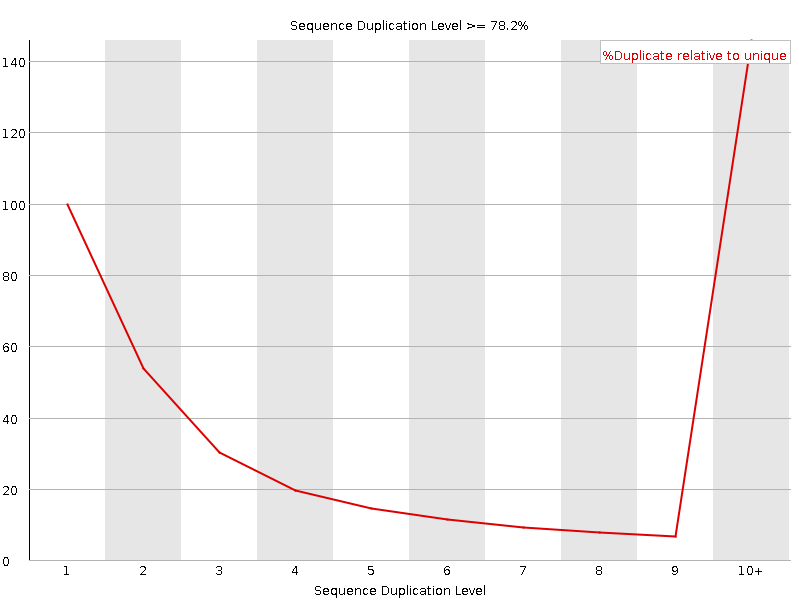 Sequence Duplication Level >= 78.2%
%Duplicate relative to unique
140
120
100
80
60
40
20
0
1 2 3 4 5 6 7 8 9 10+
Sequence Duplication Level